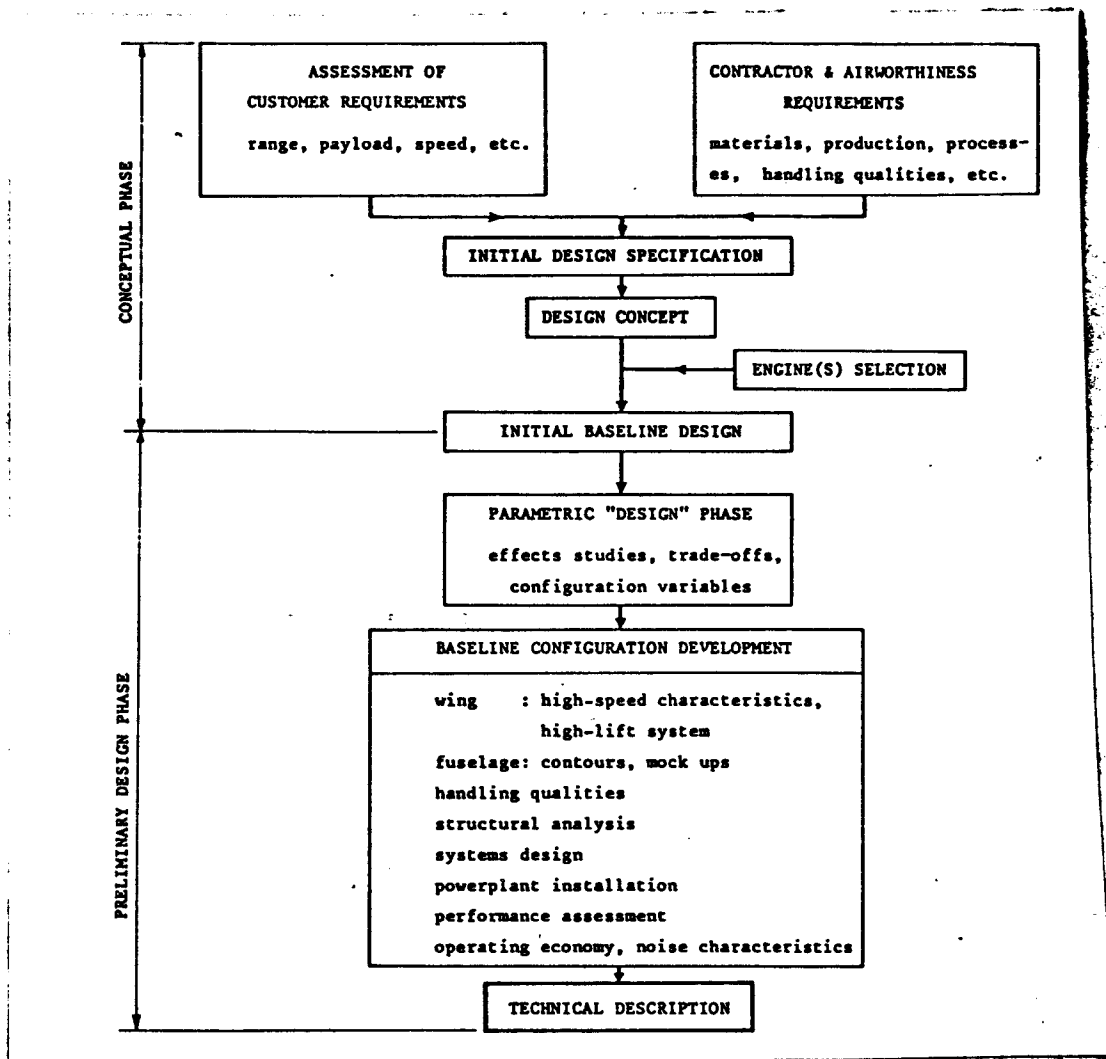 ASSESSMENT OF
CUSTOMER REQUIREMENTS
range, payload, speed, etc.
CONTRACTOR & AIRWORTHINESS
REQUIREMENTS
materials, production, process-
es, handling qualities, etc.
CONCEPTUAL PHASE
INITIAL DESIGN SPECIFICATION
DESIGN CONCEPT
ENGINE(S) SELECTION
INITIAL BASELINE DESIGN
PARAMETRIC "DESIGN" PHASE
effects studies, trade-offs,
configuration variables
PRELIMINARY DESIGN PHASE
BASELINE CONFIGURATION DEVELOPMENT
wing : high-speed characteristics,
high-lift system
fuselage: contours, mock ups
handling qualities
structural analysis
systems design
powerplant installation
performance assessment
operating economy, noise characteristics
TECHNICAL DESCRIPTION